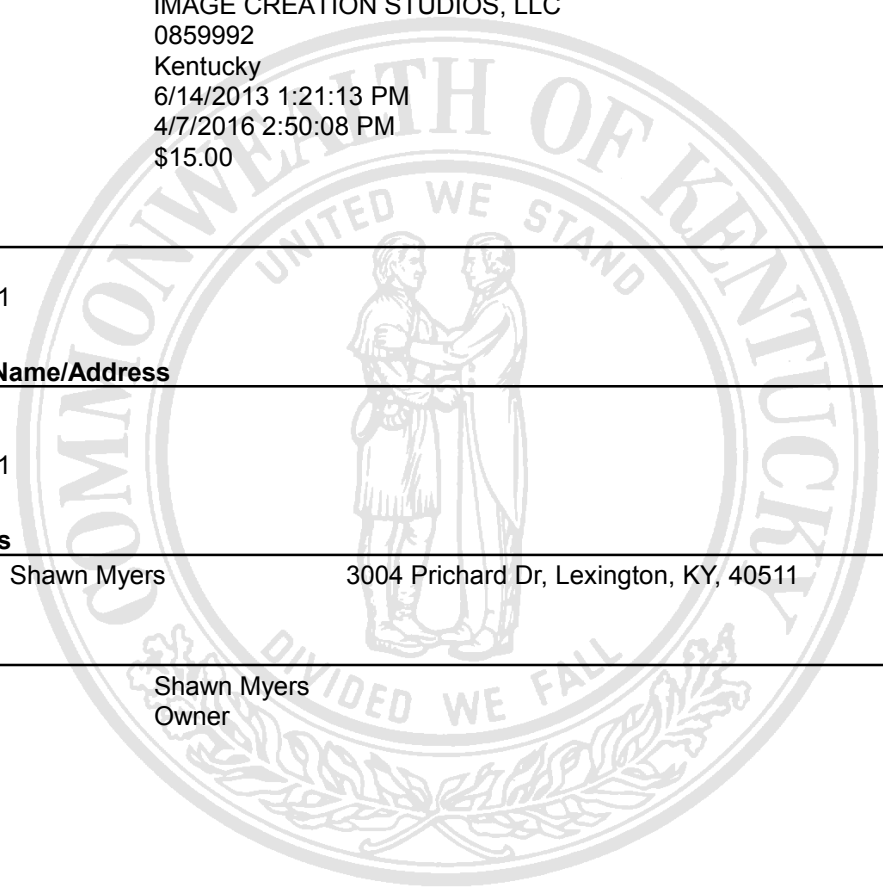 IMAGE CREATION STUDIOS, LLC
0859992
Kentucky
6/14/2013 1:21:13 PM
4/7/2016 2:50:08 PM
$15.00
COMMONWEALTH OF KENTUCKY
UNITED WE STAND
1
Name/Address
1
s
Shawn Myers 3004 Prichard Dr, Lexington, KY, 40511
DIVIDED WE FALL
Shawn Myers
Owner